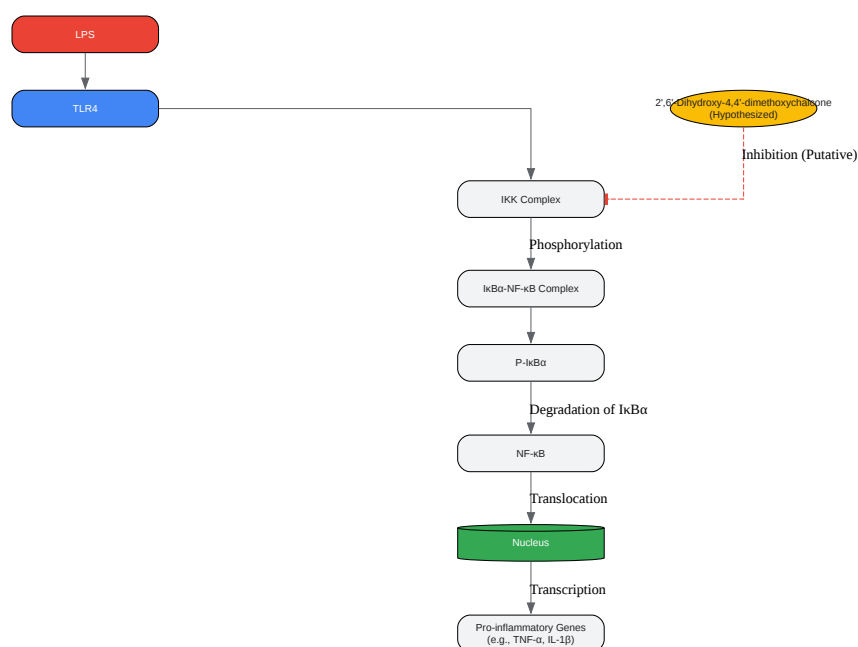 LPS
TLR4
2',6'-Dihydroxy-4,4'-dimethoxychalcone
(Hypothesized)
Inhibition (Putative)
IKK Complex
Phosphorylation
IκBα-NF-κB Complex
P-IκBα
Degradation of IκBα
NF-κB
Translocation
Nucleus
Transcription
Pro-inflammatory Genes
(e.g., TNF-α, IL-1β)